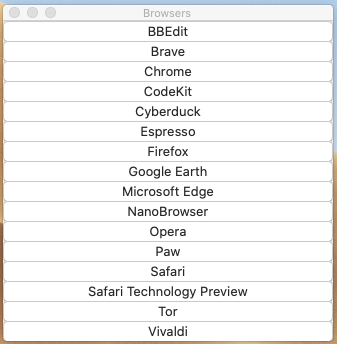 Browsers
BBEdit
Brave
Chrome
CodeKit
Cyberduck
Espresso
Firefox
Google Earth
Microsoft Edge
NanoBrowser
Opera
Paw
Safari
Safari Technology Preview
Tor
Vivaldi